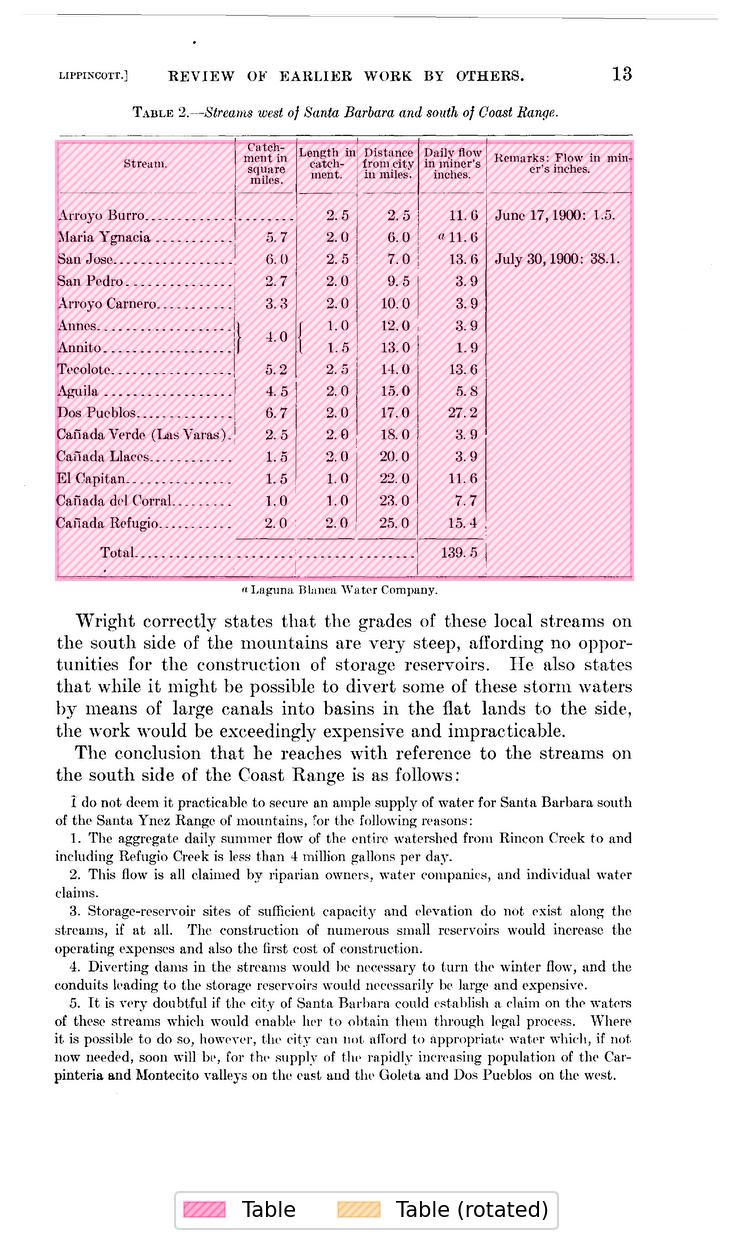 LIPPINCOTT.] REVIEW OF EARLIER WORK BY OTHERS. 13
TABLE 2.—Streams west of Santa Barbara and south of Coast Range.
Stream. Catchment in square miles. Length in catchment. Distance from city in miles. Daily flow in miner's inches. Remarks: Flow in miner's inches.
Arroyo Burro............ ........ 2.5 2.5 11.6 June 17, 1900: 1.5.
Maria Ygnacia .......... 5.7 2.0 6.0 a 11.6
San Jose................ 6.0 2.5 7.0 13.6 July 30, 1900: 38.1.
San Pedro............... 2.7 2.0 9.5 3.9
Arroyo Carnero.......... 3.3 2.0 10.0 3.9
Annes................... } 4.0 { 1.0 12.0 3.9
Annito.................. 1.5 13.0 1.9
Tecolote................ 5.2 2.5 14.0 13.6
Aguila ................. 4.5 2.0 15.0 5.8
Dos Pueblos............. 6.7 2.0 17.0 27.2
Cañada Verde (Las Varas). 2.5 2.0 18.0 3.9
Cañada Llaces........... 1.5 2.0 20.0 3.9
El Capitan.............. 1.5 1.0 22.0 11.6
Cañada del Corral........ 1.0 1.0 23.0 7.7
Cañada Refugio.......... 2.0 2.0 25.0 15.4
Total.................................... 139.5
a Laguna Blanca Water Company.
Wright correctly states that the grades of these local streams on
the south side of the mountains are very steep, affording no oppor-
tunities for the construction of storage reservoirs. He also states
that while it might be possible to divert some of these storm waters
by means of large canals into basins in the flat lands to the side,
the work would be exceedingly expensive and impracticable.
The conclusion that he reaches with reference to the streams on
the south side of the Coast Range is as follows:
I do not deem it practicable to secure an ample supply of water for Santa Barbara south
of the Santa Ynez Range of mountains, for the following reasons:
1. The aggregate daily summer flow of the entire watershed from Rincon Creek to and
including Refugio Creek is less than 4 million gallons per day.
2. This flow is all claimed by riparian owners, water companies, and individual water
claims.
3. Storage-reservoir sites of sufficient capacity and elevation do not exist along the
streams, if at all. The construction of numerous small reservoirs would increase the
operating expenses and also the first cost of construction.
4. Diverting dams in the streams would be necessary to turn the winter flow, and the
conduits leading to the storage reservoirs would necessarily be large and expensive.
5. It is very doubtful if the city of Santa Barbara could establish a claim on the waters
of these streams which would enable her to obtain them through legal process. Where
it is possible to do so, however, the city can not afford to appropriate water which, if not
now needed, soon will be, for the supply of the rapidly increasing population of the Car-
pinteria and Montecito valleys on the east and the Goleta and Dos Pueblos on the west.
Table Table (rotated)